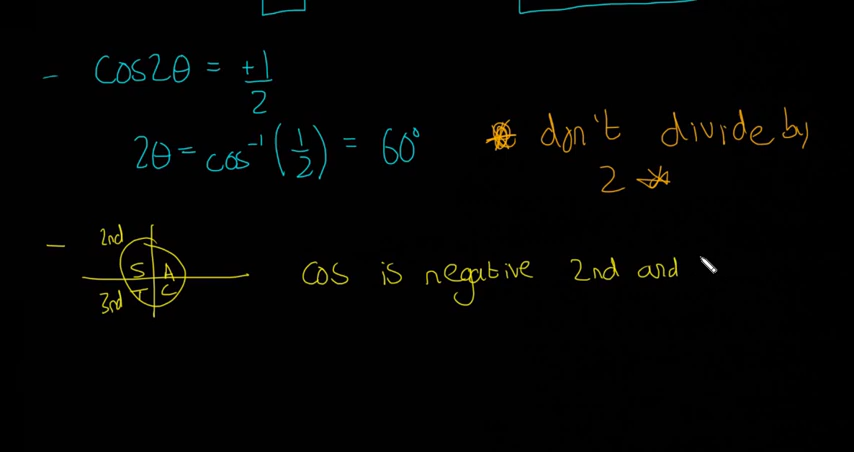 - cos2θ = +1/2
2θ = cos⁻¹(1/2) = 60°
* don't divide by
2 *
- 2nd
S A
T C
3rd
cos is negative 2nd and